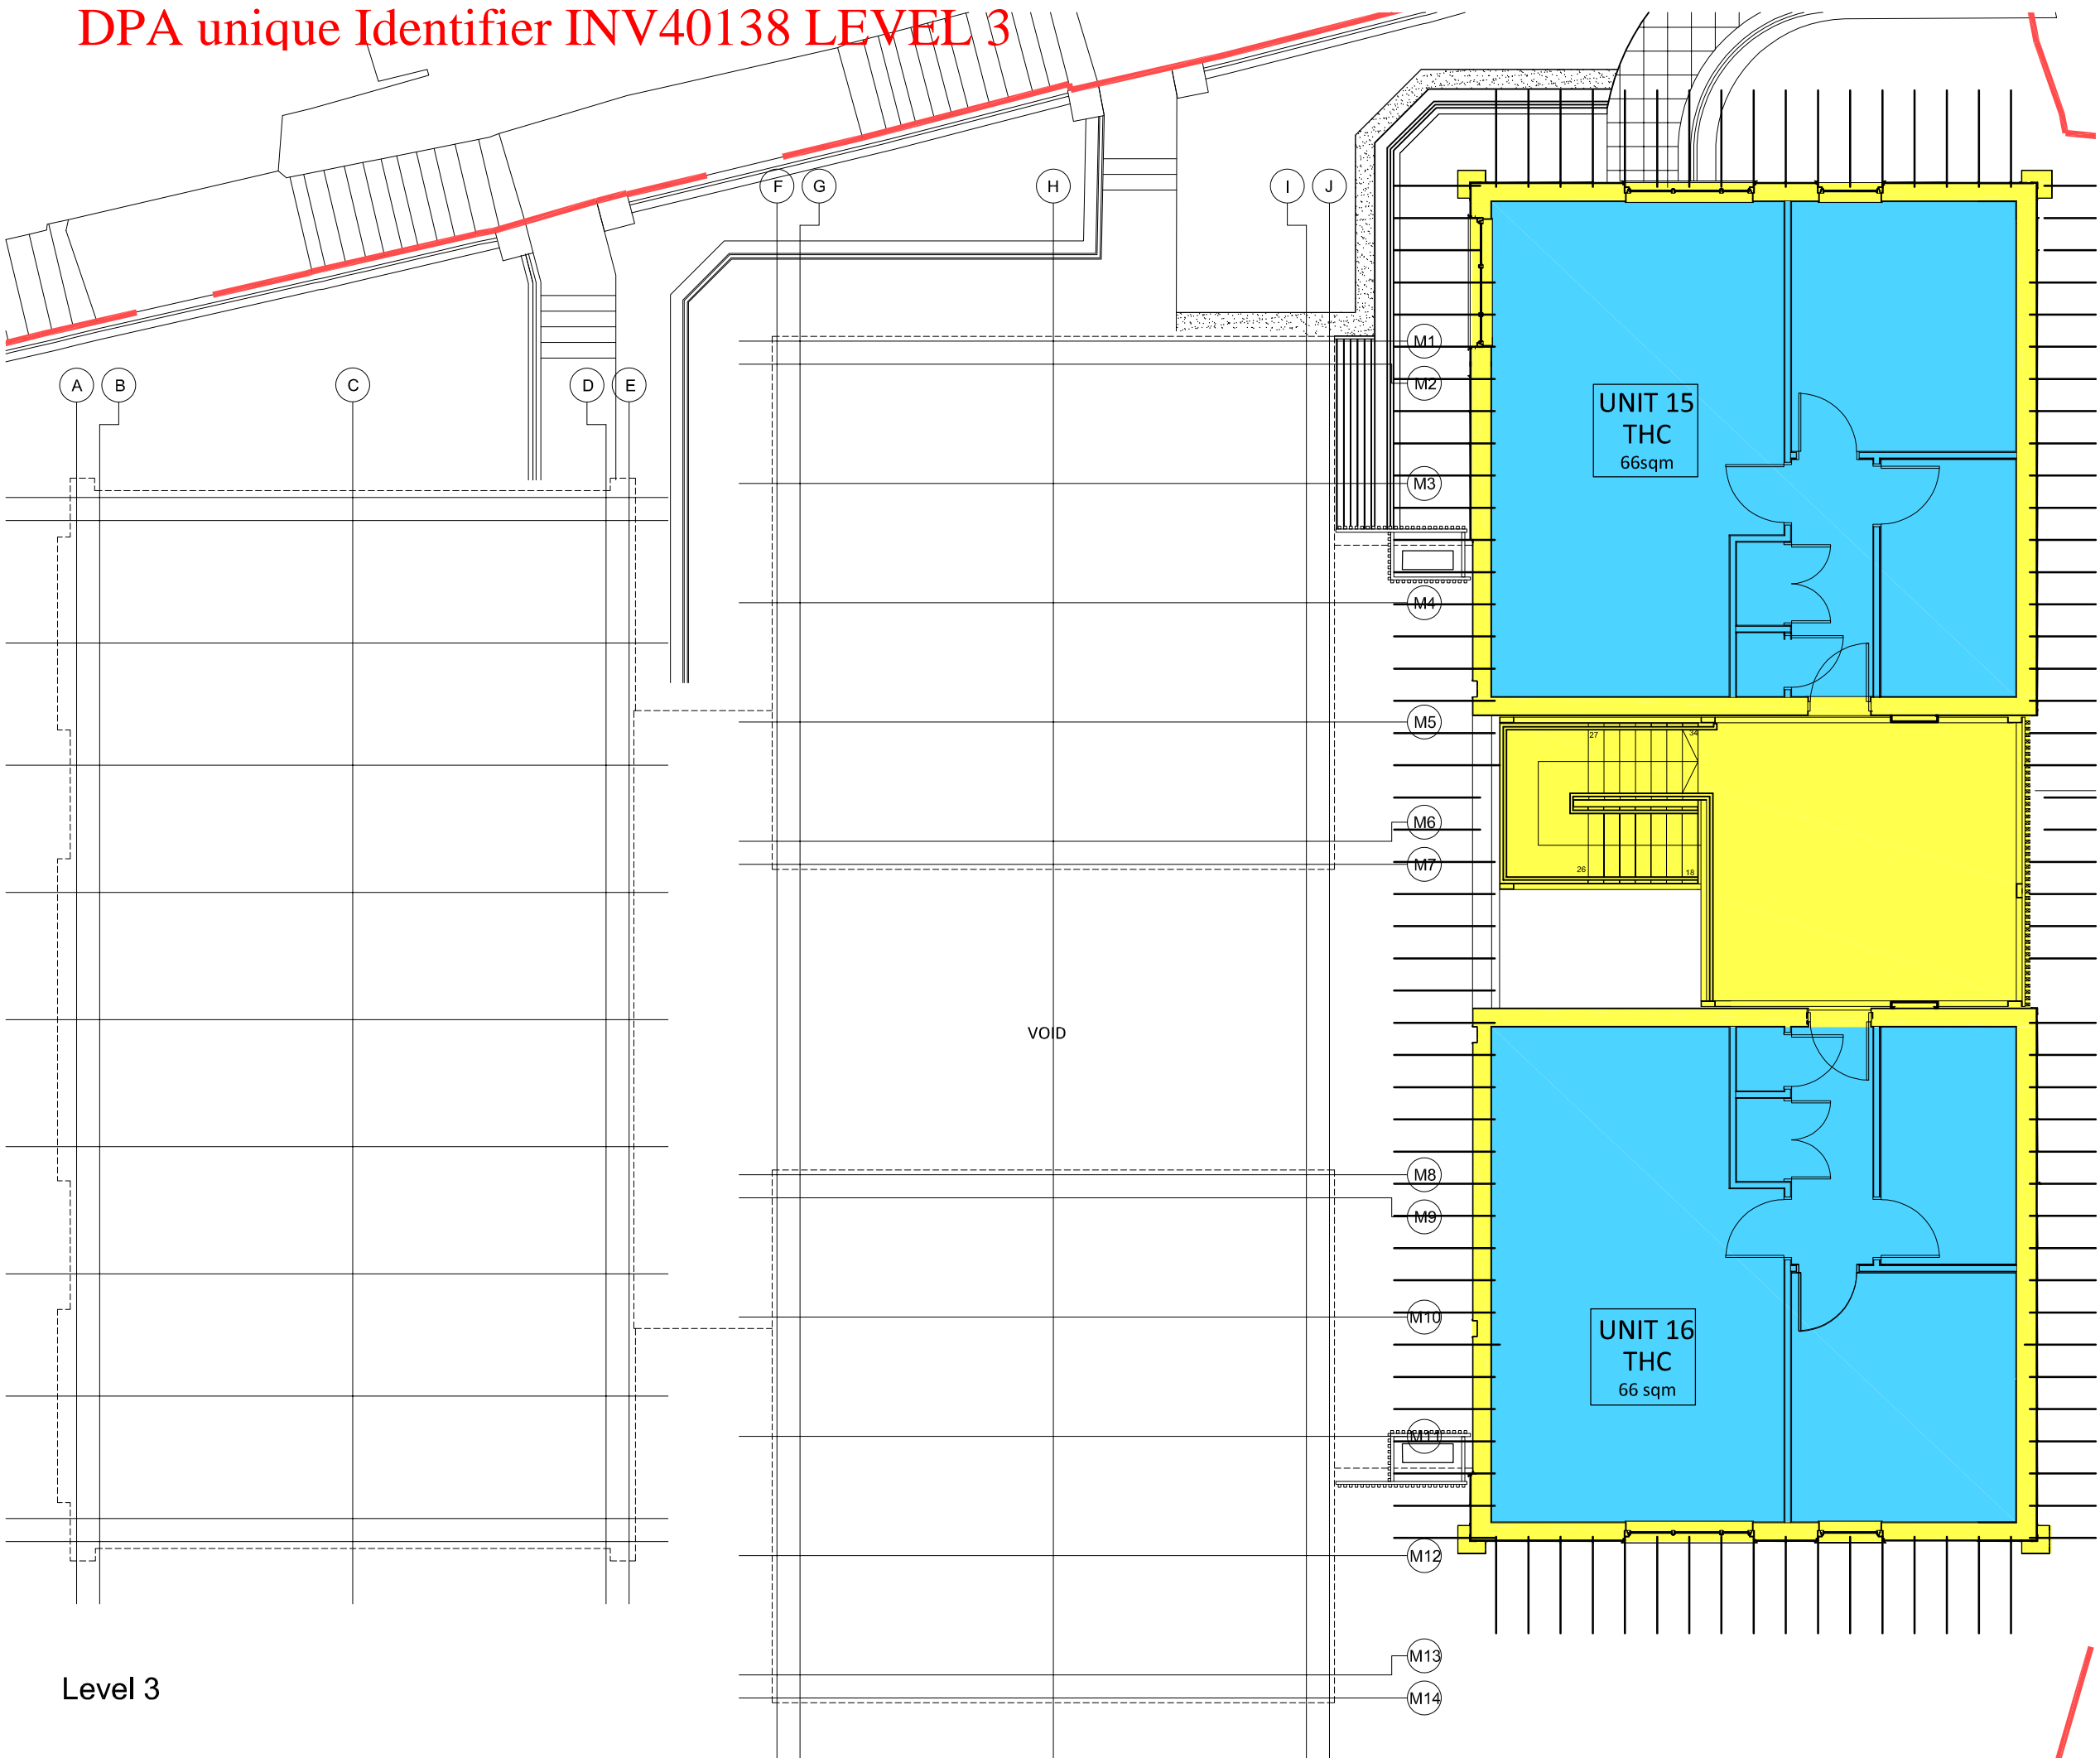 DPA unique Identifier INV40138 LEVEL 3
F
G
H
I
J
M1
M2
A
B
C
D
E
UNIT 15
THC
66sqm
M3
M4
M5
27
34
M6
26
18
M7
VOID
M8
M9
M10
UNIT 16
THC
66 sqm
M11
M12
M13
Level 3
M14